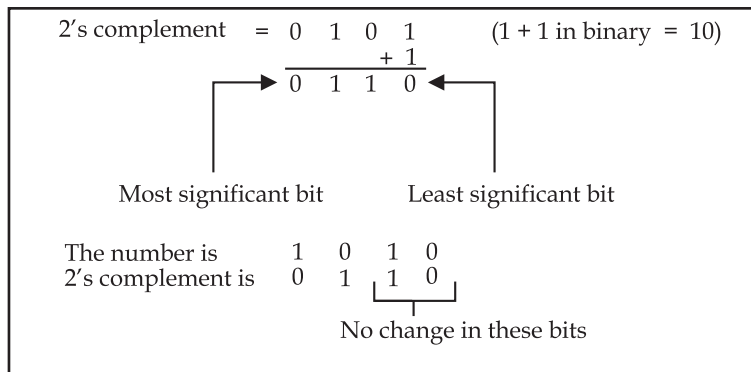 2's complement = 0 1 0 1 (1 + 1 in binary = 10)
+ 1
0 1 1 0
Most significant bit Least significant bit
The number is 1 0 1 0
2's complement is 0 1 1 0
No change in these bits